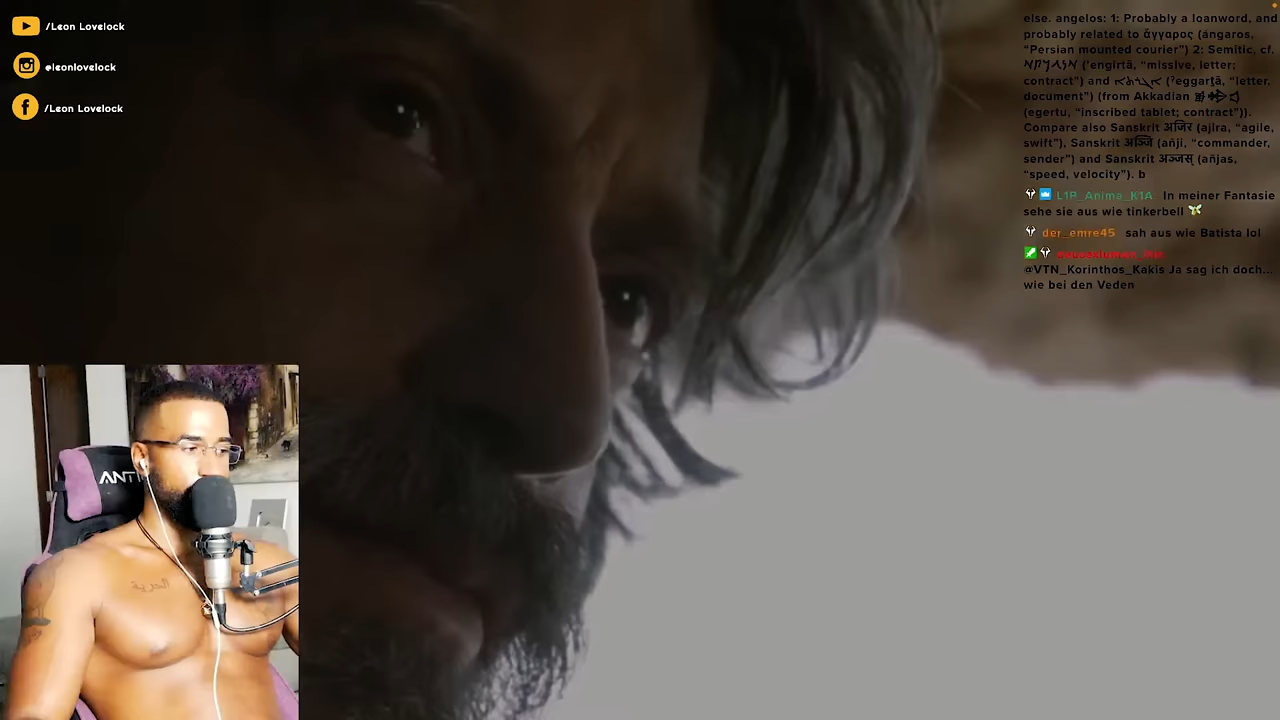 /Leon Lovelock
@leonlovelock
/Leon Lovelock
ANT
else. angelos: 1: Probably a loanword, and
probably related to ἄγγαρος (ángaros,
“Persian mounted courier”) 2: Semitic, cf.
(’engirtā, “missive, letter;
contract”) and (ˀeggartā, “letter,
document”) (from Akkadian
(egertu, “inscribed tablet; contract”)).
Compare also Sanskrit अजिर (ajira, “agile,
swift”), Sanskrit अञ्जि (añji, “commander,
sender”) and Sanskrit अञ्जस् (añjas,
“speed, velocity”). b
L1P_Anima_K1A In meiner Fantasie
sehe sie aus wie tinkerbell
der_emre45 sah aus wie Batista lol
@VTN_Korinthos_Kakis Ja sag ich doch...
wie bei den Veden